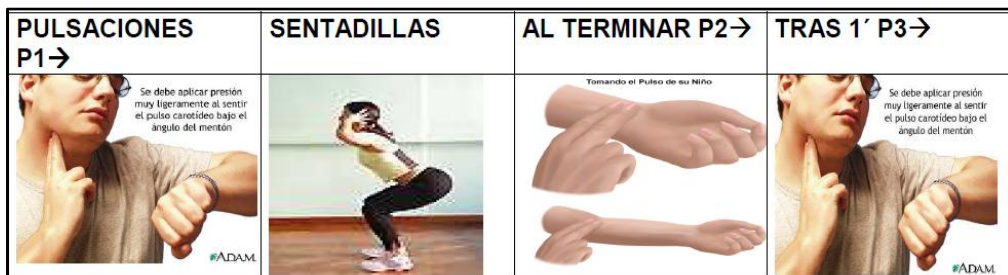 PULSACIONES
P1→
SENTADILLAS
AL TERMINAR P2→
TRAS 1´ P3→
Se debe aplicar presión
muy ligeramente al sentir
el pulso carotídeo bajo el
ángulo del mentón
A.D.A.M.
Tomando el Pulso de su Niño
Se debe aplicar presión
muy ligeramente al sentir
el pulso carotídeo bajo el
ángulo del mentón
A.D.A.M.